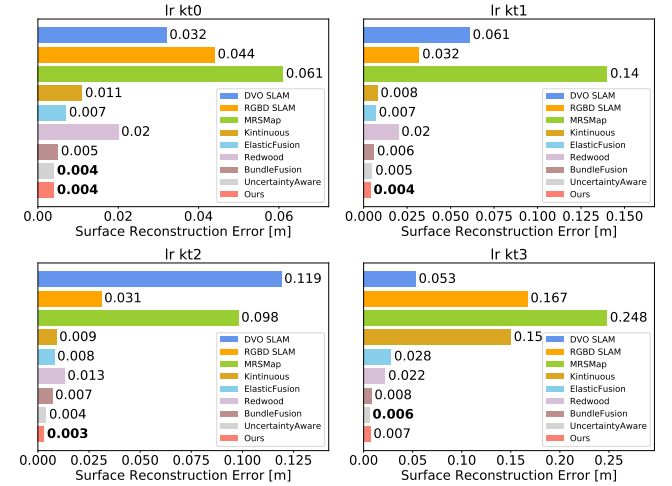 lr kt0
0.032
0.044
0.061
0.011
0.007
0.02
0.005
0.004
0.004
DVO SLAM
RGBD SLAM
MRSMap
Kintinuous
ElasticFusion
Redwood
BundleFusion
UncertaintyAware
Ours
0.00 0.02 0.04 0.06
Surface Reconstruction Error [m]
lr kt1
0.061
0.032
0.14
0.008
0.007
0.02
0.006
0.005
0.004
DVO SLAM
RGBD SLAM
MRSMap
Kintinuous
ElasticFusion
Redwood
BundleFusion
UncertaintyAware
Ours
0.000 0.025 0.050 0.075 0.100 0.125 0.150
Surface Reconstruction Error [m]
lr kt2
0.119
0.031
0.098
0.009
0.008
0.013
0.007
0.004
0.003
DVO SLAM
RGBD SLAM
MRSMap
Kintinuous
ElasticFusion
Redwood
BundleFusion
UncertaintyAware
Ours
0.000 0.025 0.050 0.075 0.100 0.125
Surface Reconstruction Error [m]
lr kt3
0.053
0.167
0.248
0.15
0.028
0.022
0.008
0.006
0.007
DVO SLAM
RGBD SLAM
MRSMap
Kintinuous
ElasticFusion
Redwood
BundleFusion
UncertaintyAware
Ours
0.00 0.05 0.10 0.15 0.20 0.25
Surface Reconstruction Error [m]